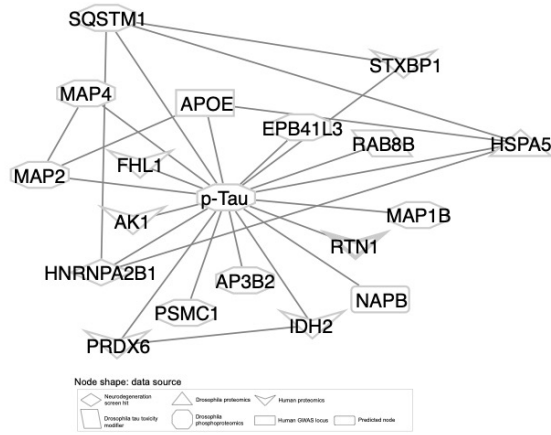 SQSTM1
STXBP1
MAP4
APOE
EPB41L3
RAB8B
HSPA5
FHL1
MAP2
p-Tau
AK1
MAP1B
RTN1
HNRNPA2B1
AP3B2
NAPB
PSMC1
IDH2
PRDX6
Node shape: data source
Neurodegeneration
screen hit
Drosophila proteomics
Human proteomics
Drosophila tau toxicity
modifier
Drosophila
phosphoproteomics
Human GWAS locus
Predicted node